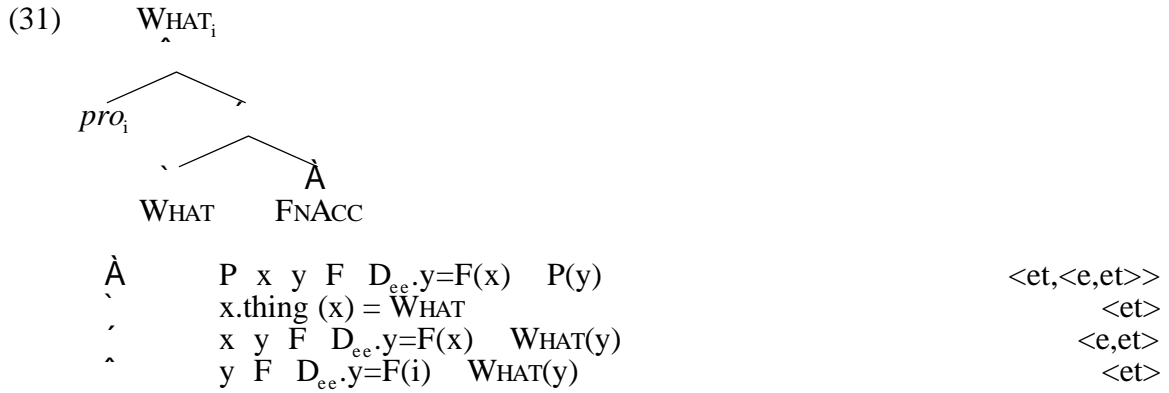 (31) WHATᵢ
ˆ
proᵢ ´
` À
WHAT FNACC
À P x y F Dₑₑ.y=F(x) P(y) <et,<e,et>>
` x.thing (x) = WHAT <et>
´ x y F Dₑₑ.y=F(x) WHAT(y) <e,et>
ˆ y F Dₑₑ.y=F(i) WHAT(y) <et>